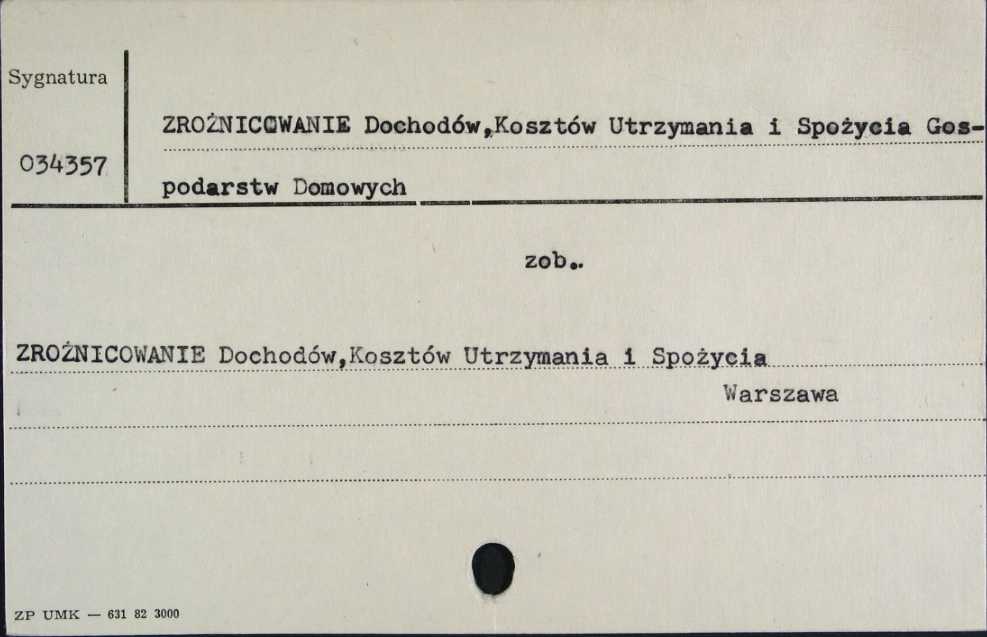 Sygnatura
ZROŻNICOWANIE Dochodów,Kosztów Utrzymania i Spożycia Gos-
034357
podarstw Domowych
zob..
ZROŻNICOWANIE Dochodów,Kosztów Utrzymania i Spożycia
Warszawa
ZP UMK — 631 82 3000